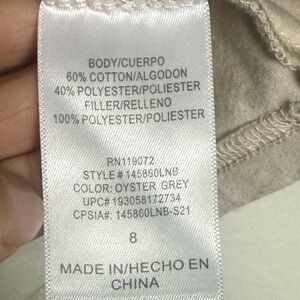 BODY/CUERPO
60% COTTON/ALGODON
40% POLYESTER/POLIESTER
FILLER/RELLENO
100% POLYESTER/POLIESTER
RN119072
STYLE# 145860LNB
COLOR: OYSTER GREY
UPC# 193058172734
CPSIA#: 145860LNB-S21
8
MADE IN/HECHO EN
CHINA